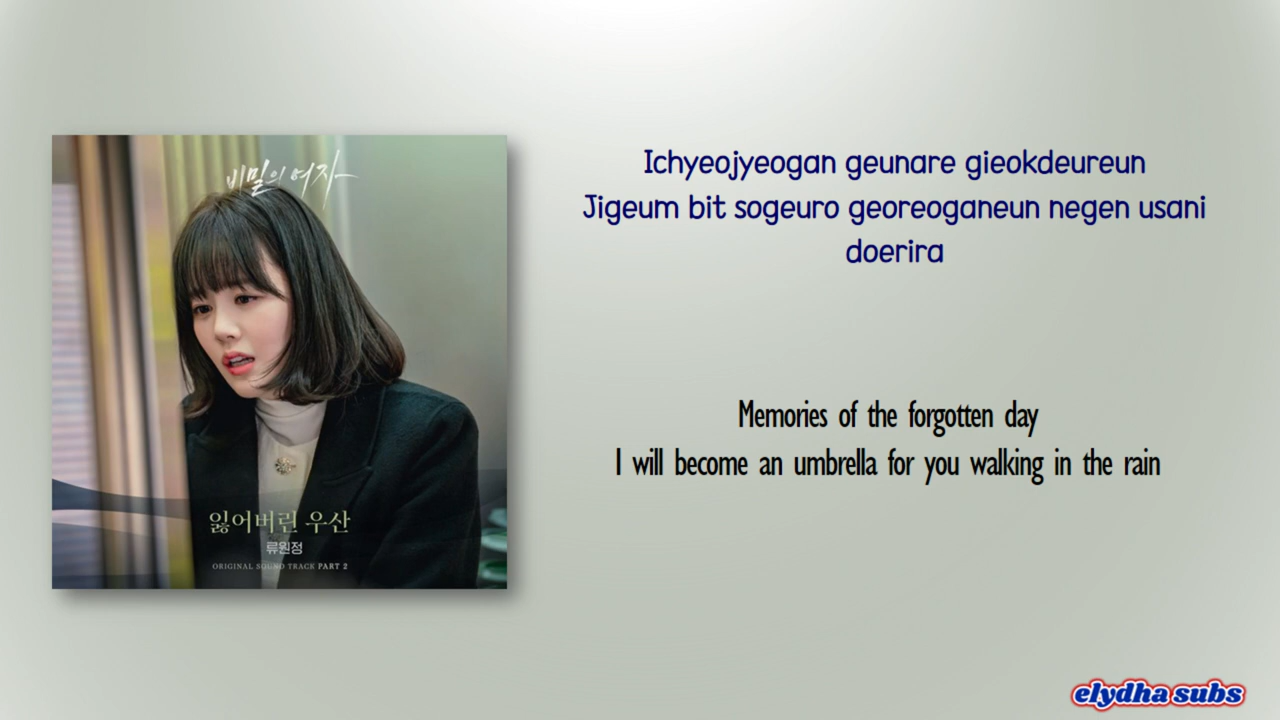 비밀의 여자
잃어버린 우산
류원정
ORIGINAL SOUND TRACK PART 2
Ichyeojyeogan geunare gieokdeureun
Jigeum bit sogeuro georeoganeun negen usani
doerira
Memories of the forgotten day
I will become an umbrella for you walking in the rain
elydha subs